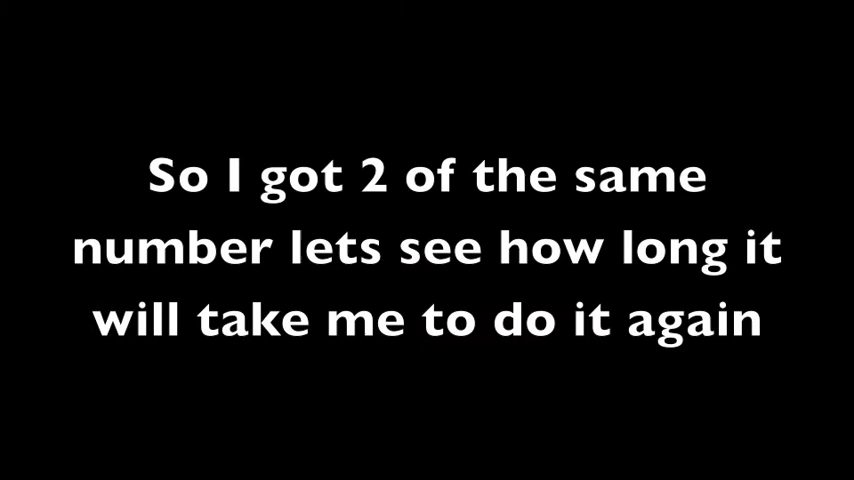 So I got 2 of the same
number lets see how long it
will take me to do it again